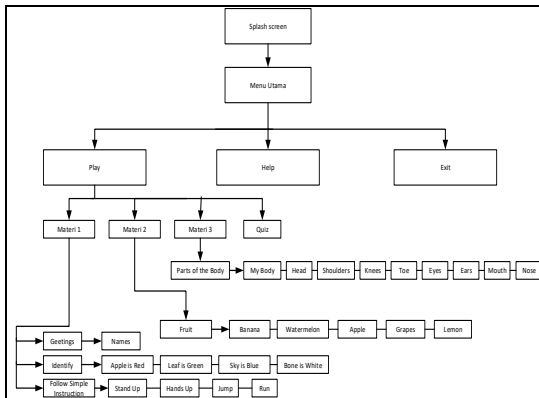 Splash screen
Menu Utama
Play
Help
Exit
Materi 1
Materi 2
Materi 3
Quiz
Parts of the Body
My Body
Head
Shoulders
Knees
Toe
Eyes
Ears
Mouth
Nose
Fruit
Banana
Watermelon
Apple
Grapes
Lemon
Geetings
Names
Identify
Apple is Red
Leaf is Green
Sky is Blue
Bone is White
Follow Simple
Instruction
Stand Up
Hands Up
Jump
Run